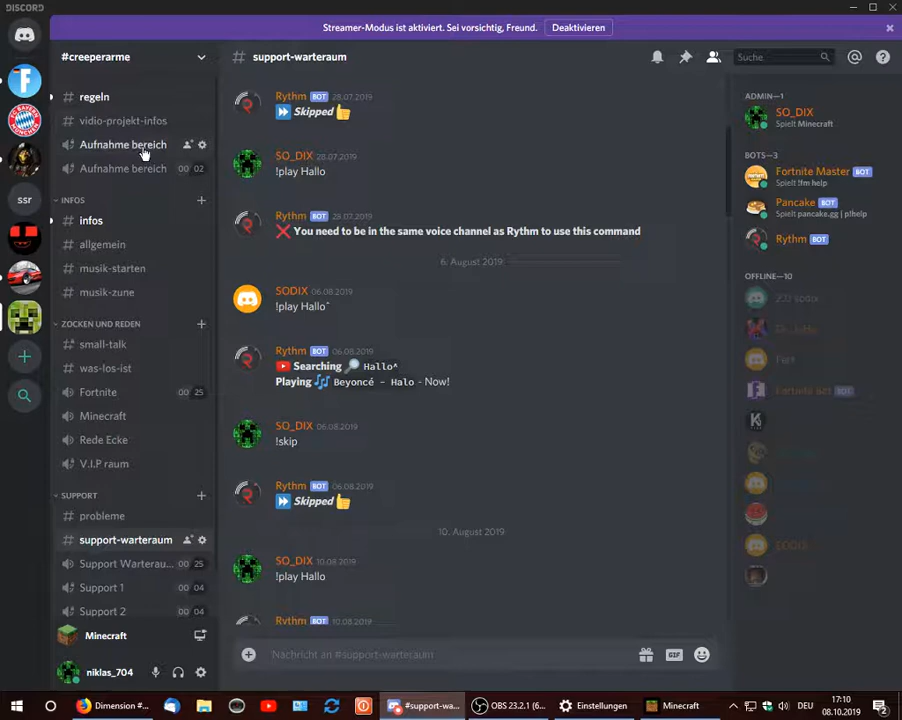 DISCORD
Streamer-Modus ist aktiviert. Sei vorsichtig, Freund.
Deaktivieren
#creeperarme
# support-warteraum
Suche
# regeln
# vidio-projekt-infos
Aufnahme bereich
Aufnahme bereich 00 02
INFOS
# infos
# allgemein
# musik-starten
# musik-zune
ZOCKEN UND REDEN
# small-talk
# was-los-ist
Fortnite 00 25
Minecraft
Rede Ecke
V.I.P raum
SUPPORT
# probleme
# support-warteraum
Support Warterau... 00 25
Support 1 00 04
Support 2 00 04
Minecraft
niklas_704
ssr
Rythm BOT 28.07.2019
Skipped
SO_DIX 28.07.2019
!play Hallo
Rythm BOT 28.07.2019
You need to be in the same voice channel as Rythm to use this command
6. August 2019
SODIX 06.08.2019
!play Hallo^
Rythm BOT 06.08.2019
Searching Hallo^
Playing Beyoncé - Halo - Now!
SO_DIX 06.08.2019
!skip
Rythm BOT 06.08.2019
Skipped
10. August 2019
SO_DIX 10.08.2019
!play Hallo
Rythm BOT 10.08.2019
Nachricht an #support-warteraum
GIF
ADMIN—1
SO_DIX
Spielt Minecraft
BOTS—3
Fortnite Master BOT
Spielt !fm help
Pancake BOT
Spielt pancake.gg | p!help
Rythm BOT
OFFLINE—10
Fortnite Bot BOT
SODIX
Dimension #...
#support-wa...
OBS 23.2.1 (6...
Einstellungen
Minecraft
DEU
17:10
08.10.2019
2